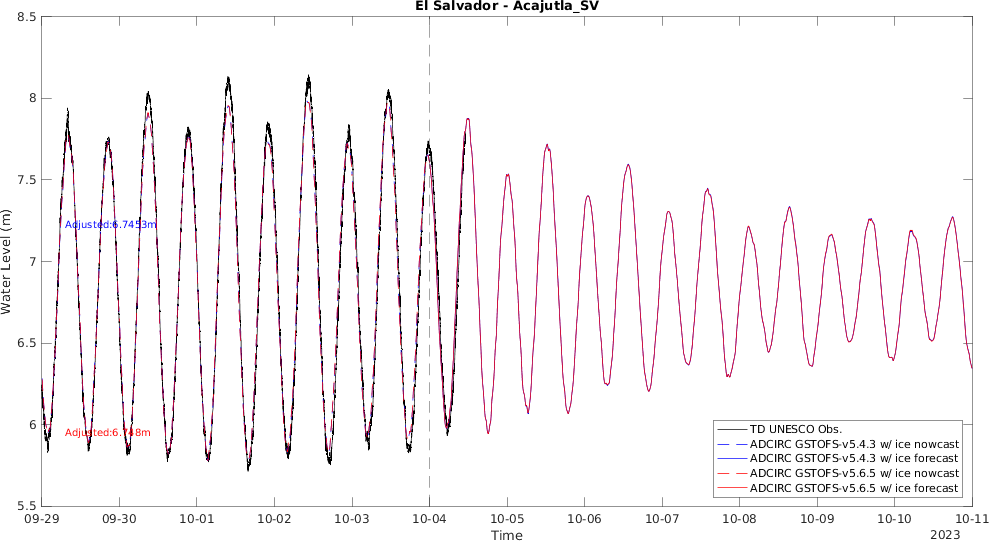 El Salvador - Acajutla_SV
8.5
8
7.5
7
6.5
6
5.5
Water Level (m)
Adjusted:6.7453m
Adjusted:6.748m
TD UNESCO Obs.
ADCIRC GSTOFS-v5.4.3 w/ ice nowcast
ADCIRC GSTOFS-v5.4.3 w/ ice forecast
ADCIRC GSTOFS-v5.6.5 w/ ice nowcast
ADCIRC GSTOFS-v5.6.5 w/ ice forecast
09-29 09-30 10-01 10-02 10-03 10-04 10-05 10-06 10-07 10-08 10-09 10-10 10-11
Time
2023